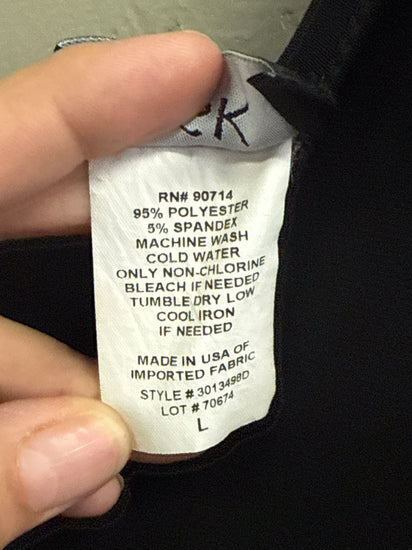 RN# 90714
95% POLYESTER
5% SPANDEX
MACHINE WASH
COLD WATER
ONLY NON-CHLORINE
BLEACH IF NEEDED
TUMBLE DRY LOW
COOL IRON
IF NEEDED
MADE IN USA OF
IMPORTED FABRIC
STYLE # 3013498D
LOT # 70674
L